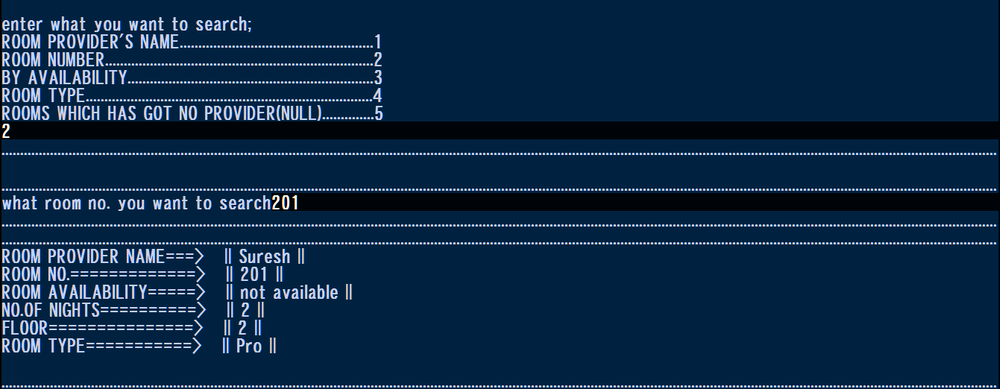 enter what you want to search;
ROOM PROVIDER'S NAME....................................................1
ROOM NUMBER........................................................................2
BY AVAILABILITY..................................................................3
ROOM TYPE.............................................................................4
ROOMS WHICH HAS GOT NO PROVIDER(NULL)..............5
2
what room no. you want to search201
ROOM PROVIDER NAME===> || Suresh ||
ROOM NO.=============> || 201 ||
ROOM AVAILABILITY=====> || not available ||
NO.OF NIGHTS==========> || 2 ||
FLOOR===============> || 2 ||
ROOM TYPE===========> || Pro ||